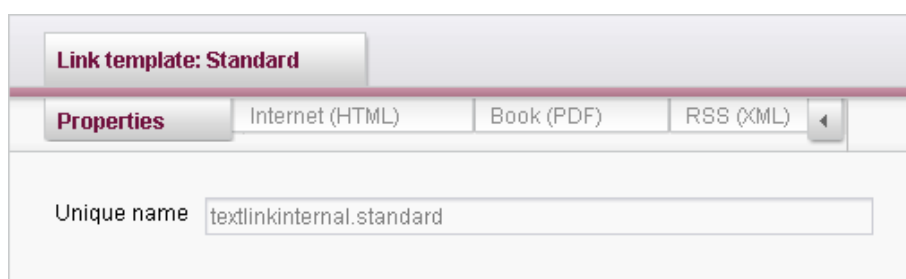 Link template: Standard
Properties Internet (HTML) Book (PDF) RSS (XML)
Unique name textlinkinternal.standard